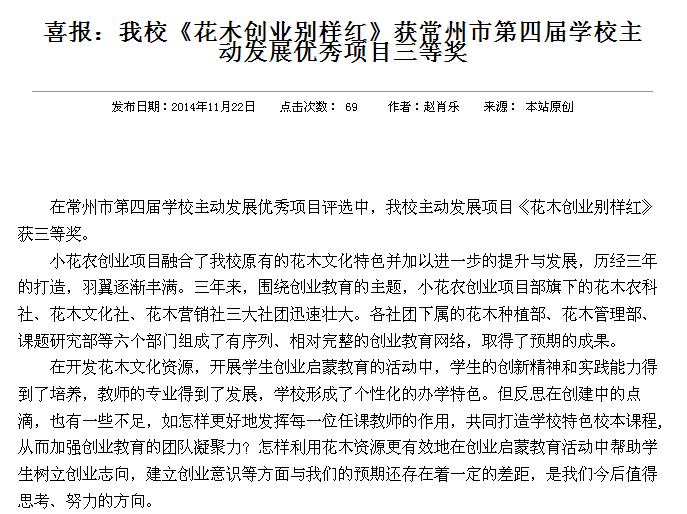 喜报：我校《花木创业别样红》获常州市第四届学校主
动发展优秀项目三等奖
发布日期：2014年11月22日 点击次数： 69 作者：赵肖乐 来源： 本站原创
在常州市第四届学校主动发展优秀项目评选中，我校主动发展项目《花木创业别样红》
获三等奖。
小花农创业项目融合了我校原有的花木文化特色并加以进一步的提升与发展，历经三年
的打造，羽翼逐渐丰满。三年来，围绕创业教育的主题，小花农创业项目部旗下的花木农科
社、花木文化社、花木营销社三大社团迅速壮大。各社团下属的花木种植部、花木管理部、
课题研究部等六个部门组成了有序列、相对完整的创业教育网络，取得了预期的成果。
在开发花木文化资源，开展学生创业启蒙教育的活动中，学生的创新精神和实践能力得
到了培养，教师的专业得到了发展，学校形成了个性化的办学特色。但反思在创建中的点
滴，也有一些不足，如怎样更好地发挥每一位任课教师的作用，共同打造学校特色校本课程，
从而加强创业教育的团队凝聚力？怎样利用花木资源更有效地在创业启蒙教育活动中帮助学
生树立创业志向，建立创业意识等方面与我们的预期还存在着一定的差距，是我们今后值得
思考、努力的方向。